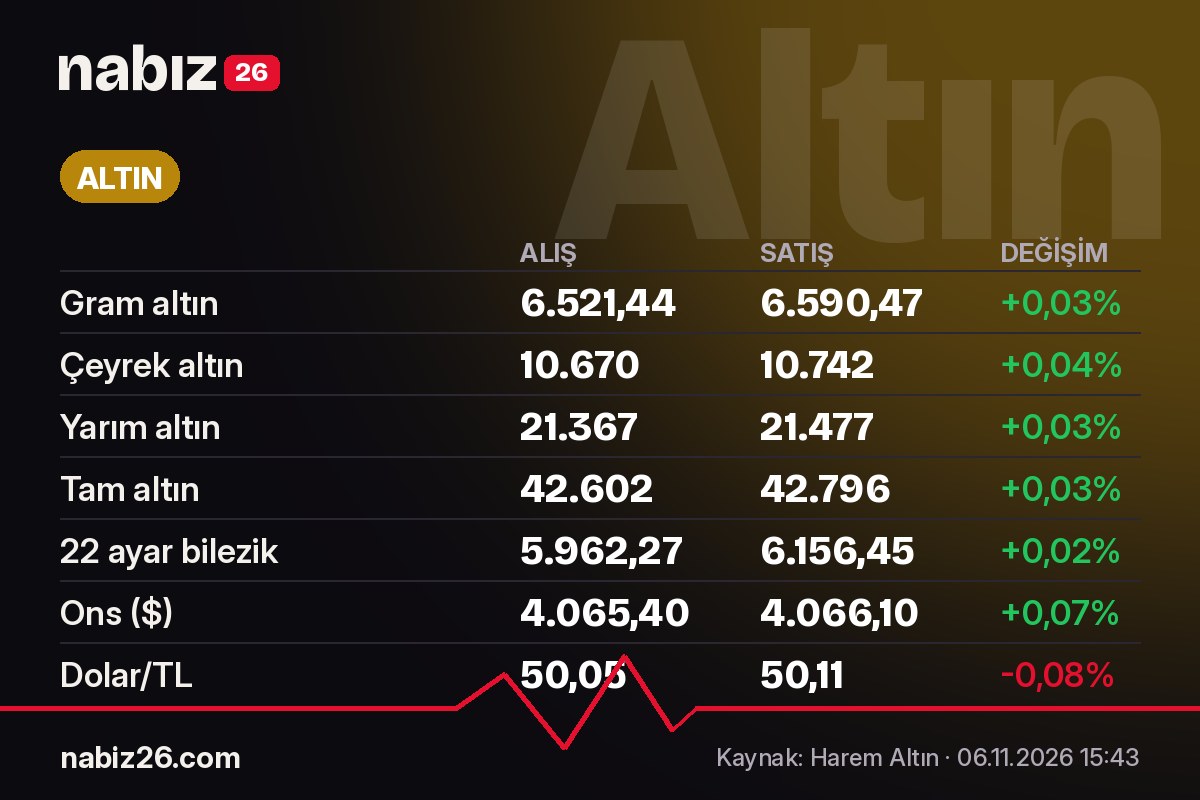 nabız 26
Altın
ALTIN
ALIŞ SATIŞ DEĞİŞİM
Gram altın 6.521,44 6.590,47 +0,03%
Çeyrek altın 10.670 10.742 +0,04%
Yarım altın 21.367 21.477 +0,03%
Tam altın 42.602 42.796 +0,03%
22 ayar bilezik 5.962,27 6.156,45 +0,02%
Ons ($) 4.065,40 4.066,10 +0,07%
Dolar/TL 50,05 50,11 -0,08%
nabiz26.com Kaynak: Harem Altın · 06.11.2026 15:43